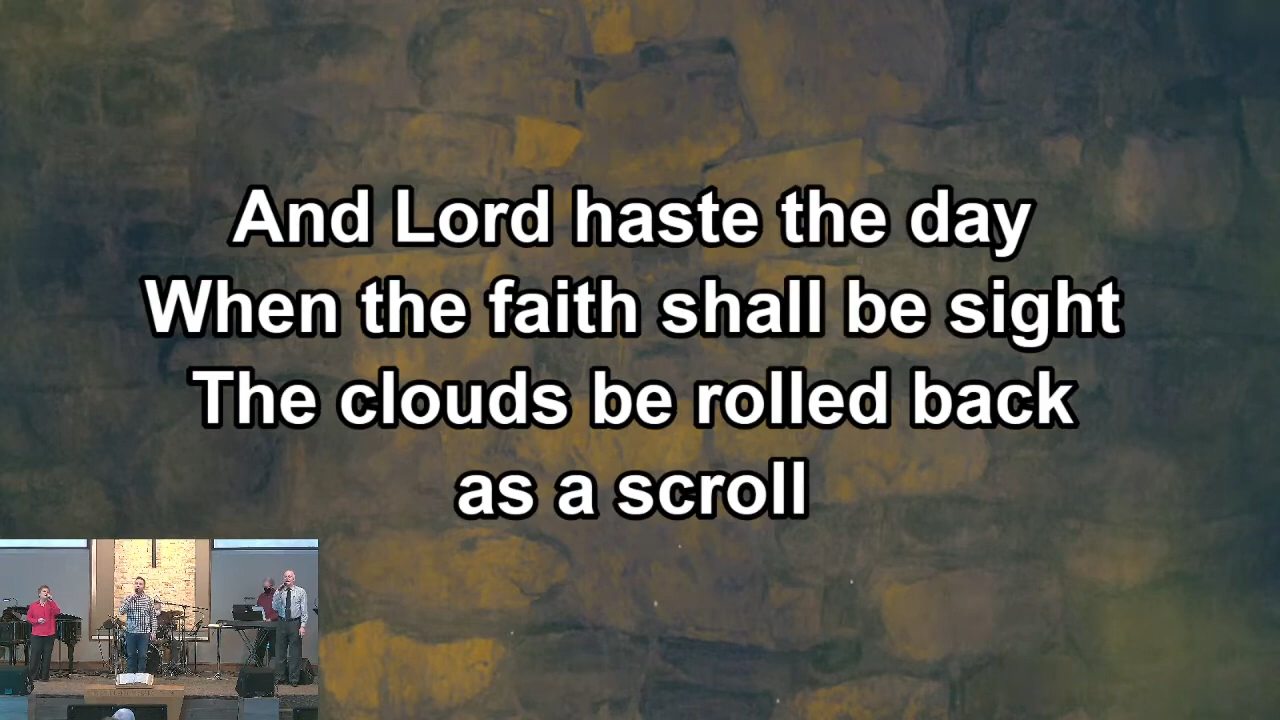 And Lord haste the day
When the faith shall be sight
The clouds be rolled back
as a scroll